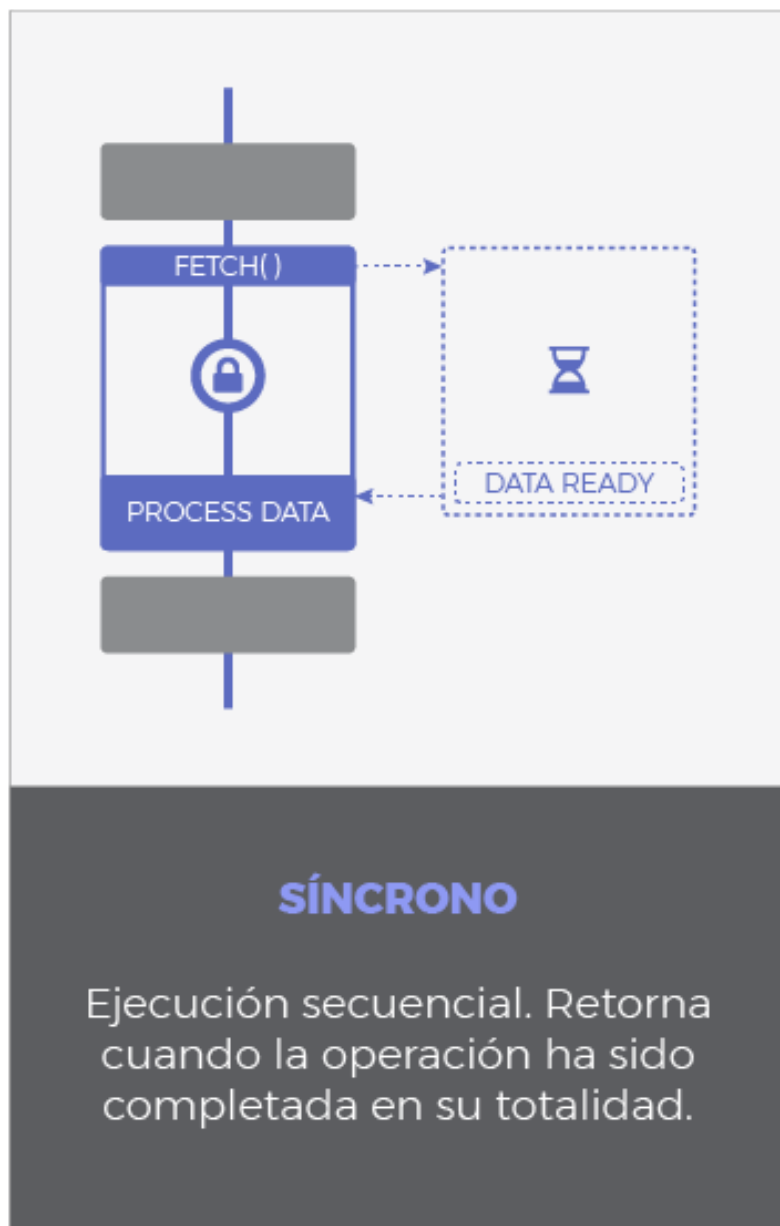 FETCH( )
DATA READY
PROCESS DATA
SÍNCRONO
Ejecución secuencial. Retorna
cuando la operación ha sido
completada en su totalidad.